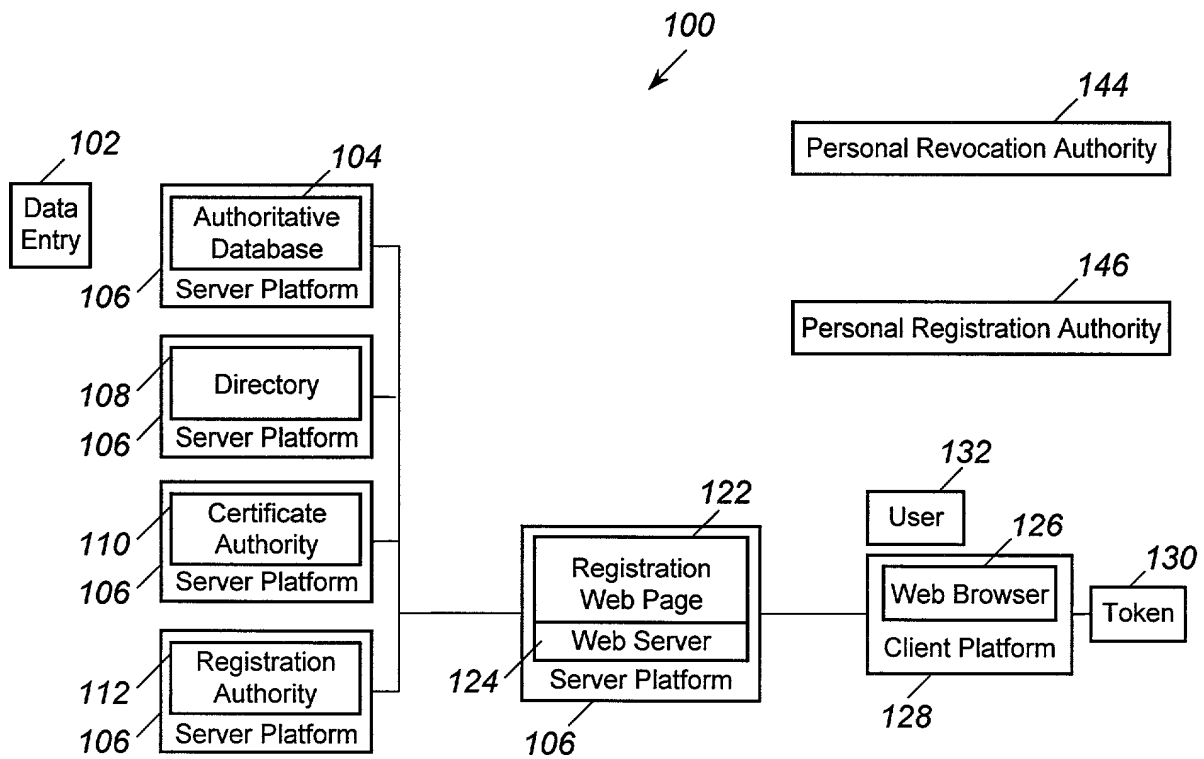 100
144
Personal Revocation Authority
102
Data
Entry
104
Authoritative
Database
106
Server Platform
146
Personal Registration Authority
108
Directory
106
Server Platform
132
User
110
Certificate
Authority
106
Server Platform
122
Registration
Web Page
Web Server
124
Server Platform
106
126
Web Browser
Client Platform
128
130
Token
112
Registration
Authority
106
Server Platform